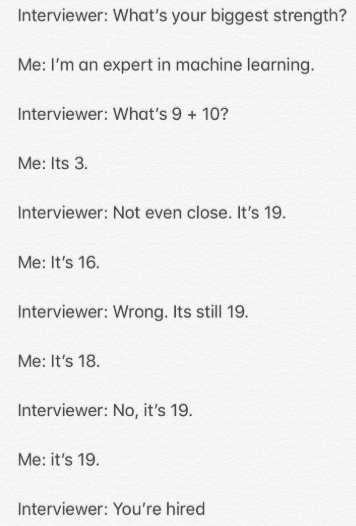 Interviewer: What's your biggest strength?
Me: I'm an expert in machine learning.
Interviewer: What's 9 + 10?
Me: Its 3.
Interviewer: Not even close. It's 19.
Me: It's 16.
Interviewer: Wrong. Its still 19.
Me: It's 18.
Interviewer: No, it's 19.
Me: it's 19.
Interviewer: You're hired